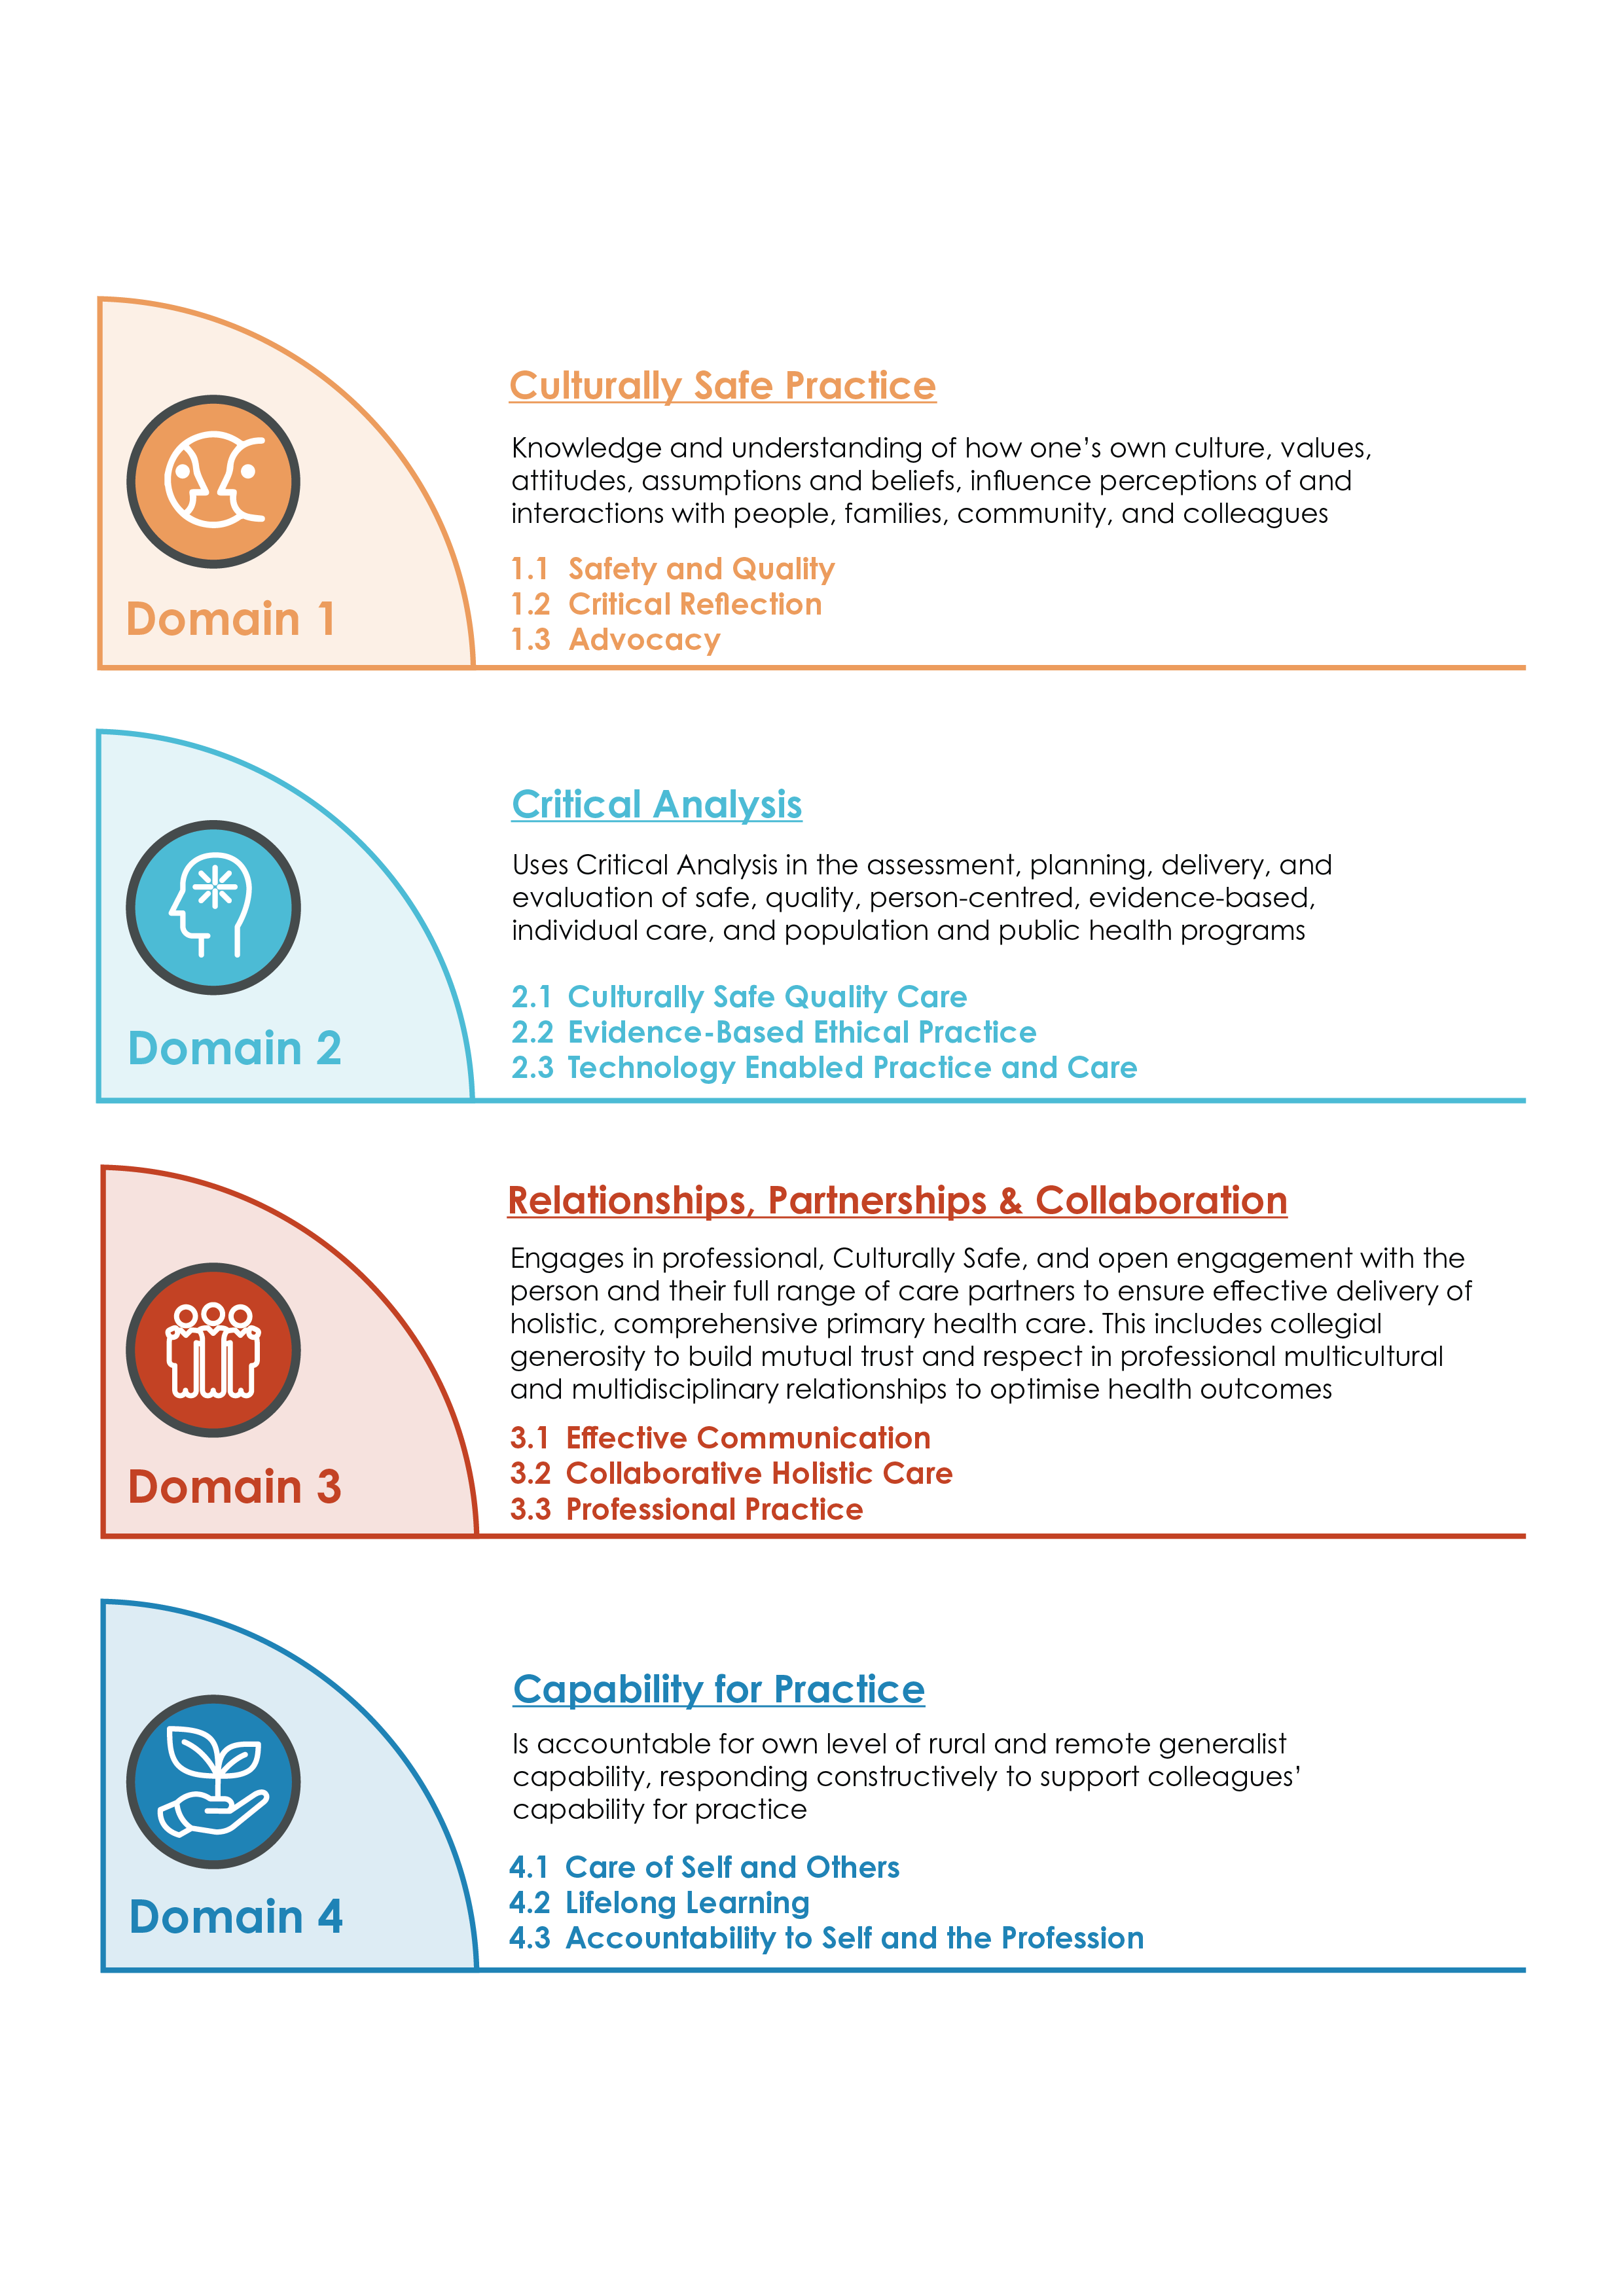 Culturally Safe Practice
Knowledge and understanding of how one’s own culture, values,
attitudes, assumptions and beliefs, influence perceptions of and
interactions with people, families, community, and colleagues
1.1 Safety and Quality
1.2 Critical Reflection
1.3 Advocacy
Domain 1
Critical Analysis
Uses Critical Analysis in the assessment, planning, delivery, and
evaluation of safe, quality, person-centred, evidence-based,
individual care, and population and public health programs
2.1 Culturally Safe Quality Care
2.2 Evidence-Based Ethical Practice
2.3 Technology Enabled Practice and Care
Domain 2
Relationships, Partnerships & Collaboration
Engages in professional, Culturally Safe, and open engagement with the
person and their full range of care partners to ensure effective delivery of
holistic, comprehensive primary health care. This includes collegial
generosity to build mutual trust and respect in professional multicultural
and multidisciplinary relationships to optimise health outcomes
3.1 Effective Communication
3.2 Collaborative Holistic Care
3.3 Professional Practice
Domain 3
Capability for Practice
Is accountable for own level of rural and remote generalist
capability, responding constructively to support colleagues’
capability for practice
4.1 Care of Self and Others
4.2 Lifelong Learning
4.3 Accountability to Self and the Profession
Domain 4